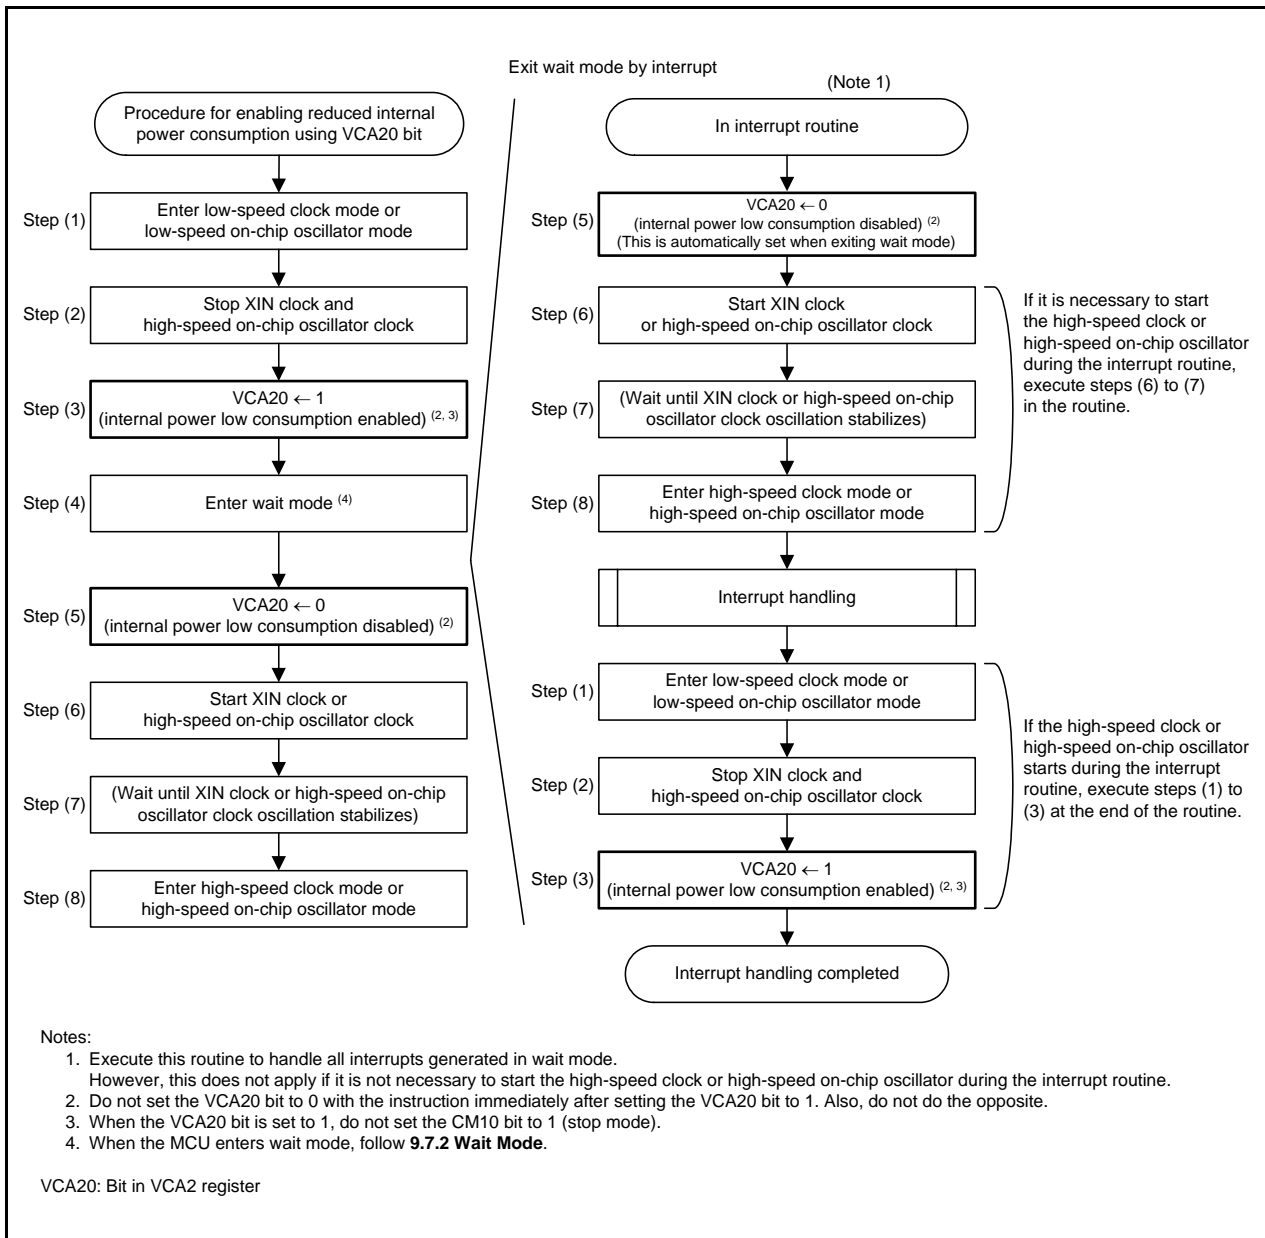 Exit wait mode by interrupt
(Note 1)
Procedure for enabling reduced internal
power consumption using VCA20 bit
Step (1)
Enter low-speed clock mode or
low-speed on-chip oscillator mode
Step (2)
Stop XIN clock and
high-speed on-chip oscillator clock
Step (3)
VCA20 ← 1
(internal power low consumption enabled) (2, 3)
Step (4)
Enter wait mode (4)
Step (5)
VCA20 ← 0
(internal power low consumption disabled) (2)
Step (6)
Start XIN clock or
high-speed on-chip oscillator clock
Step (7)
(Wait until XIN clock or high-speed on-chip
oscillator clock oscillation stabilizes)
Step (8)
Enter high-speed clock mode or
high-speed on-chip oscillator mode
In interrupt routine
Step (5)
VCA20 ← 0
(internal power low consumption disabled) (2)
(This is automatically set when exiting wait mode)
Step (6)
Start XIN clock
or high-speed on-chip oscillator clock
Step (7)
(Wait until XIN clock or high-speed on-chip
oscillator clock oscillation stabilizes)
Step (8)
Enter high-speed clock mode or
high-speed on-chip oscillator mode
If it is necessary to start
the high-speed clock or
high-speed on-chip oscillator
during the interrupt routine,
execute steps (6) to (7)
in the routine.
Interrupt handling
Step (1)
Enter low-speed clock mode or
low-speed on-chip oscillator mode
Step (2)
Stop XIN clock and
high-speed on-chip oscillator clock
Step (3)
VCA20 ← 1
(internal power low consumption enabled) (2, 3)
If the high-speed clock or
high-speed on-chip oscillator
starts during the interrupt
routine, execute steps (1) to
(3) at the end of the routine.
Interrupt handling completed
Notes:
1. Execute this routine to handle all interrupts generated in wait mode.
However, this does not apply if it is not necessary to start the high-speed clock or high-speed on-chip oscillator during the interrupt routine.
2. Do not set the VCA20 bit to 0 with the instruction immediately after setting the VCA20 bit to 1. Also, do not do the opposite.
3. When the VCA20 bit is set to 1, do not set the CM10 bit to 1 (stop mode).
4. When the MCU enters wait mode, follow 9.7.2 Wait Mode.
VCA20: Bit in VCA2 register